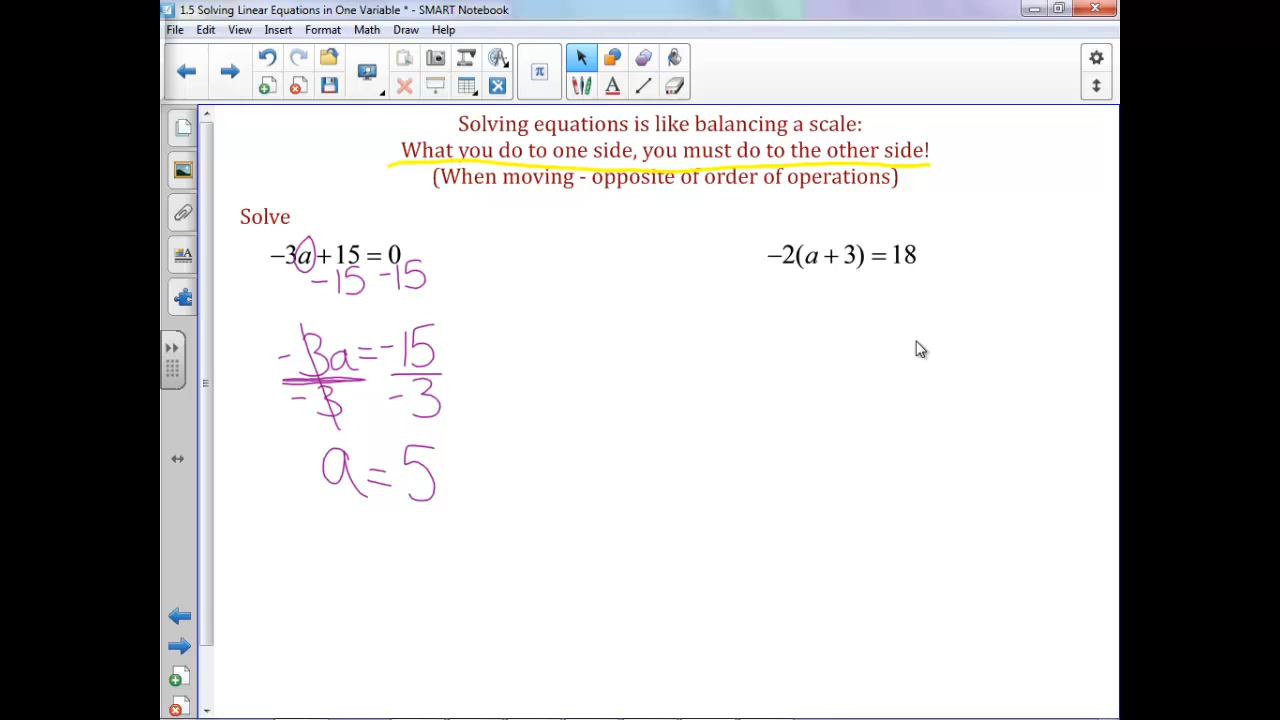 1.5 Solving Linear Equations in One Variable * - SMART Notebook
File Edit View Insert Format Math Draw Help
π
A
Solving equations is like balancing a scale:
What you do to one side, you must do to the other side!
(When moving - opposite of order of operations)
Solve
−3a + 15 = 0
−15 −15
−3a = −15
−3 −3
a = 5
−2(a + 3) = 18